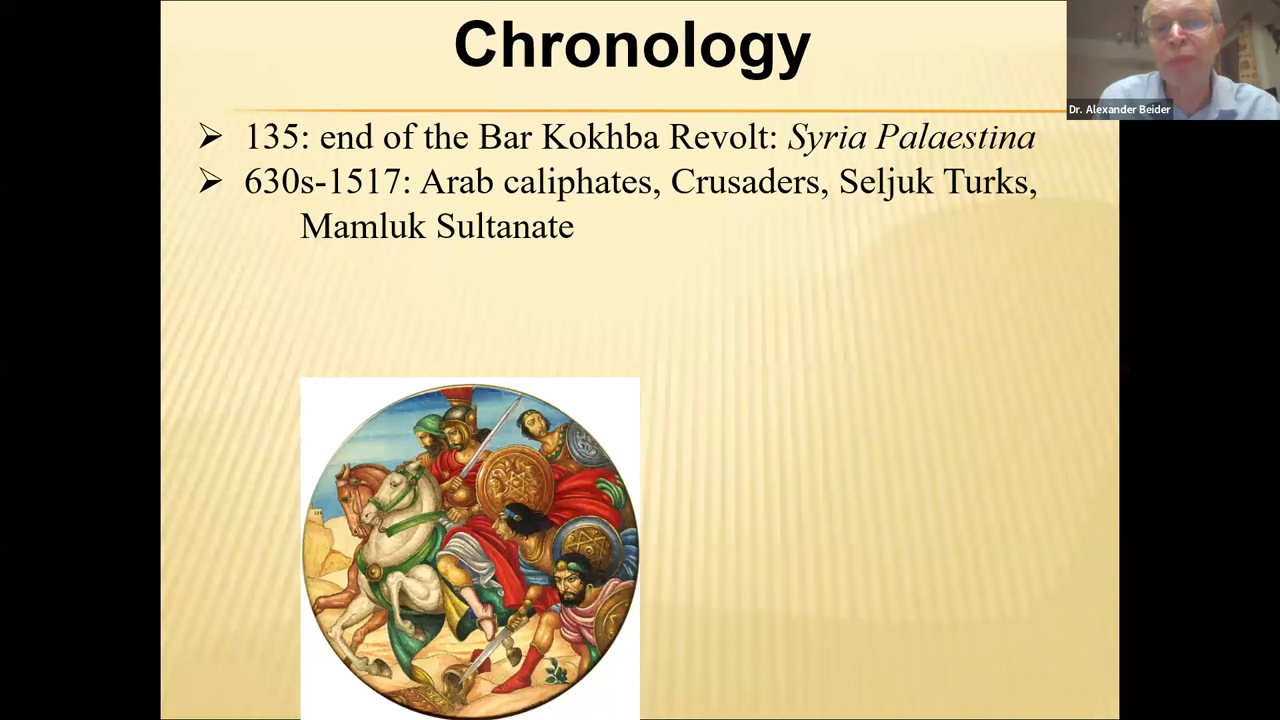 Chronology
Dr. Alexander Beider
➢ 135: end of the Bar Kokhba Revolt: Syria Palaestina
➢ 630s-1517: Arab caliphates, Crusaders, Seljuk Turks,
Mamluk Sultanate